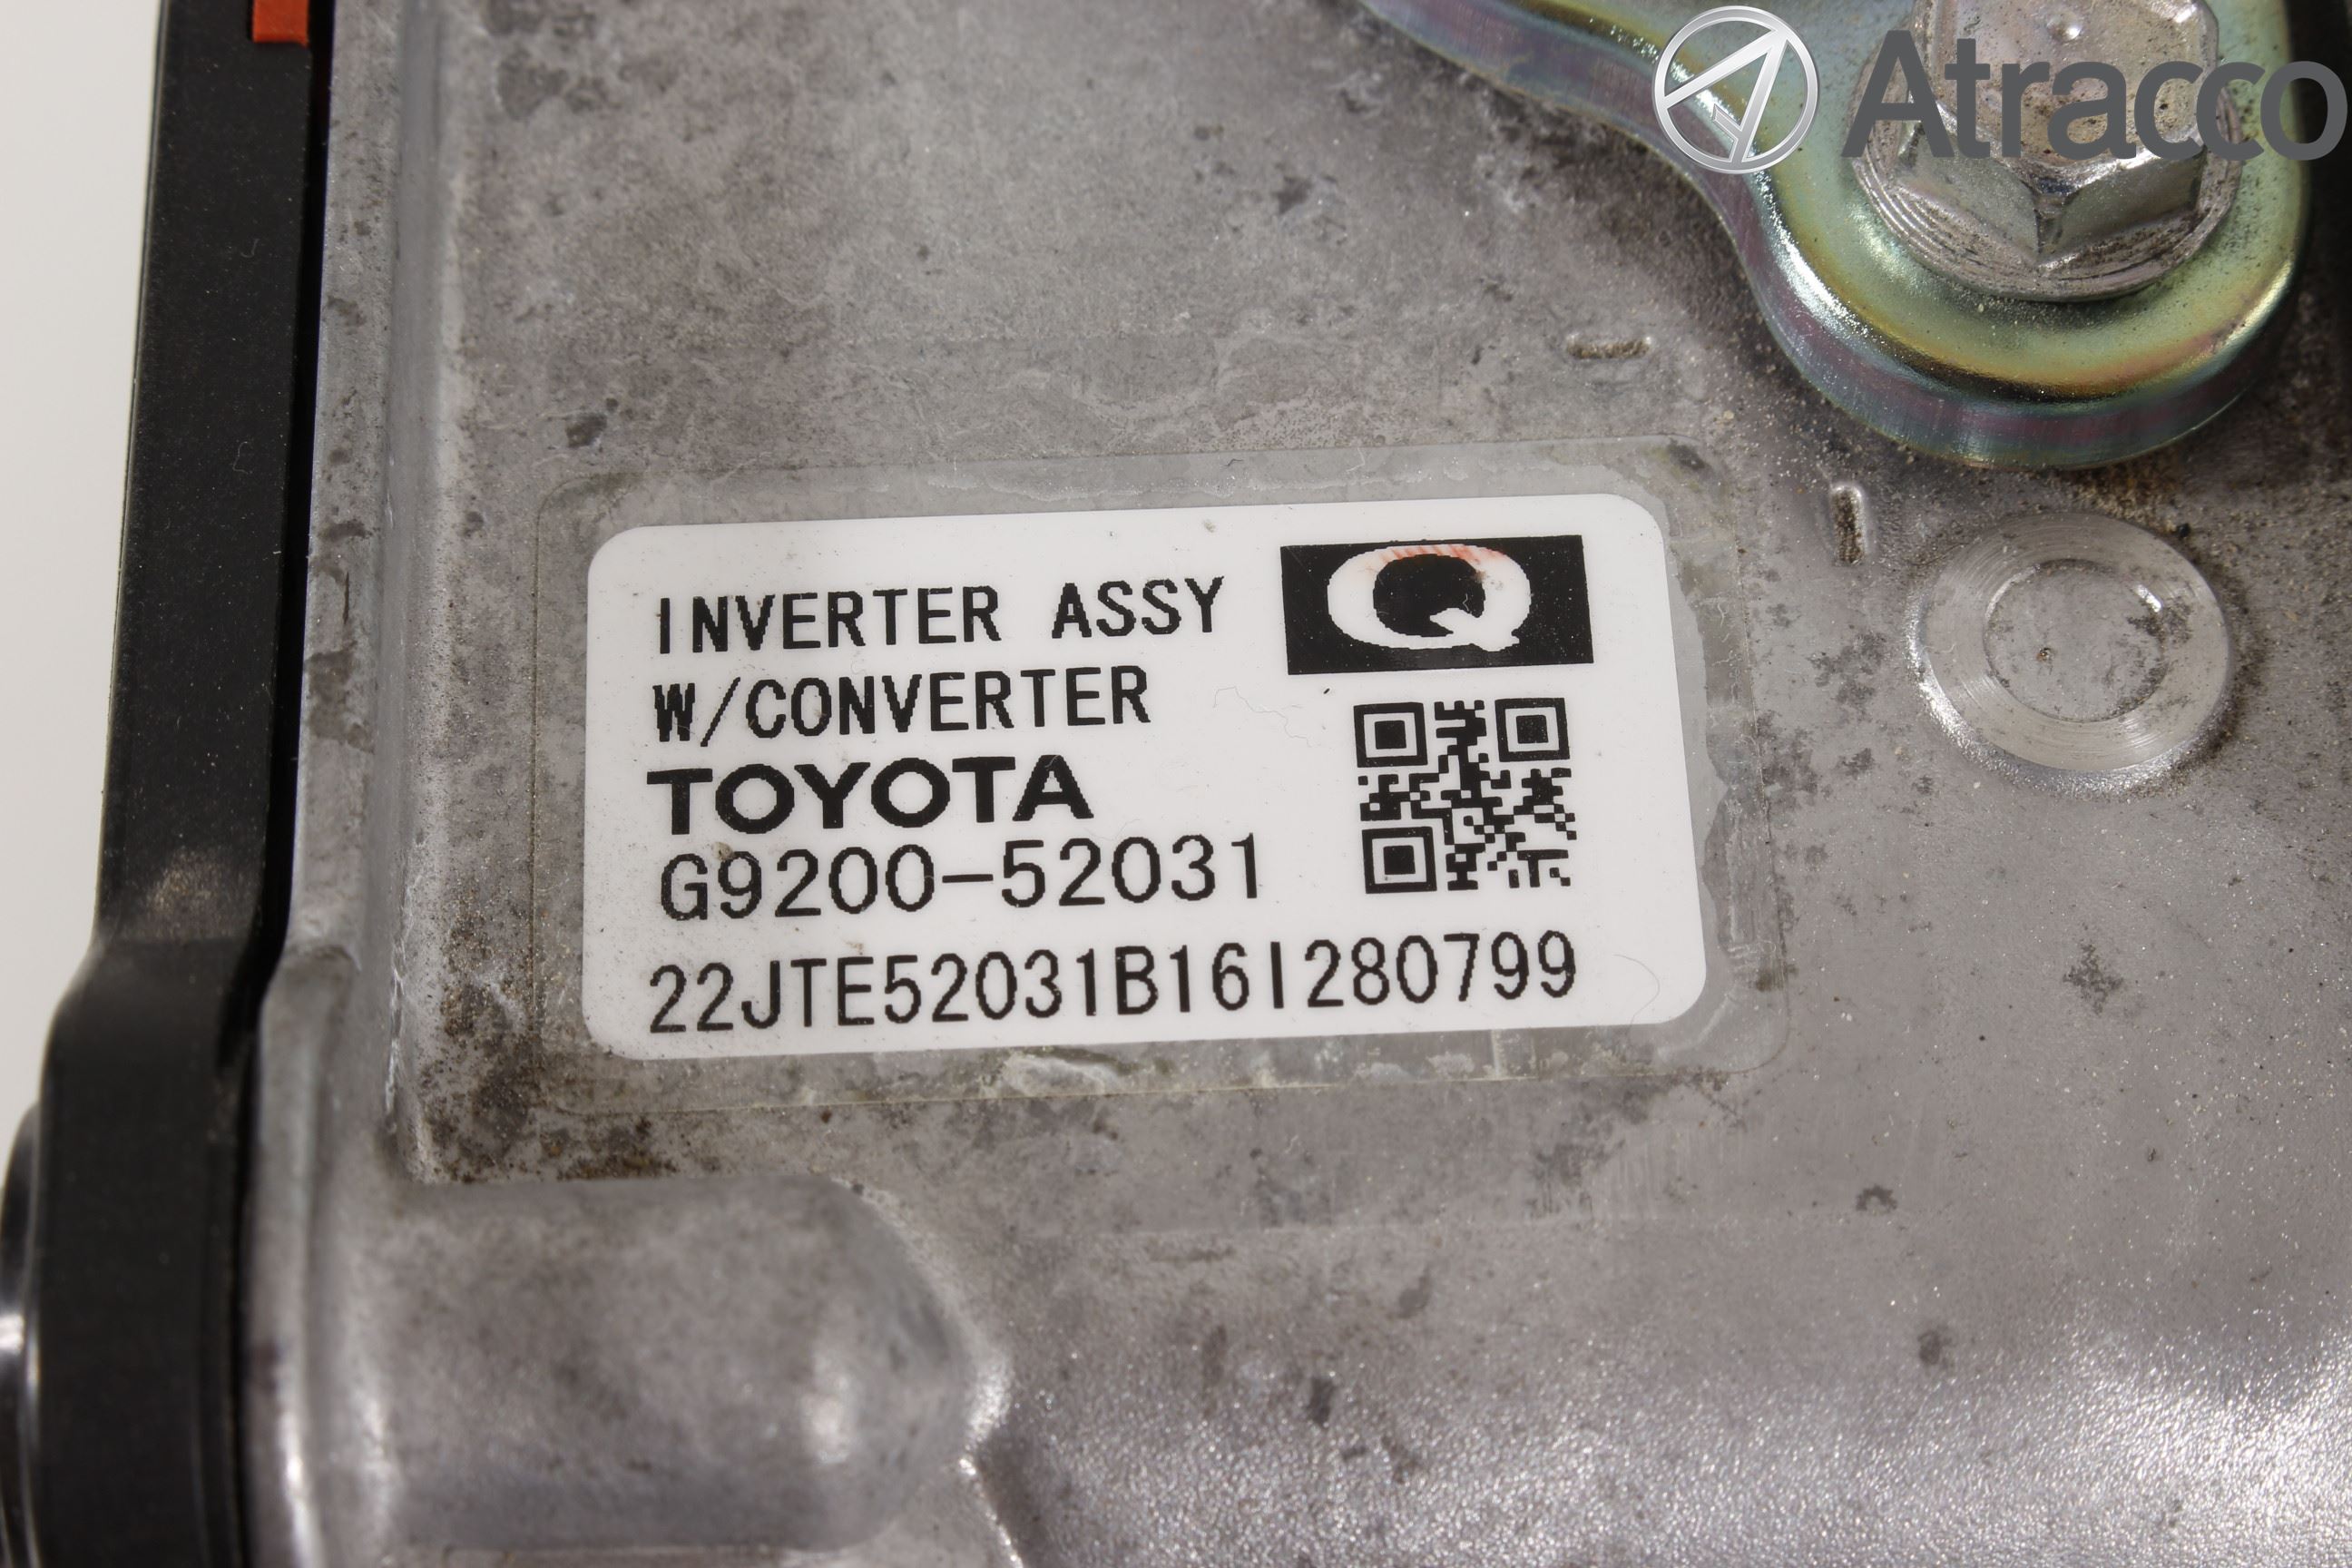 Atracco
INVERTER ASSY
Q
W/CONVERTER
TOYOTA
G9200-52031
22JTE52031B16I280799